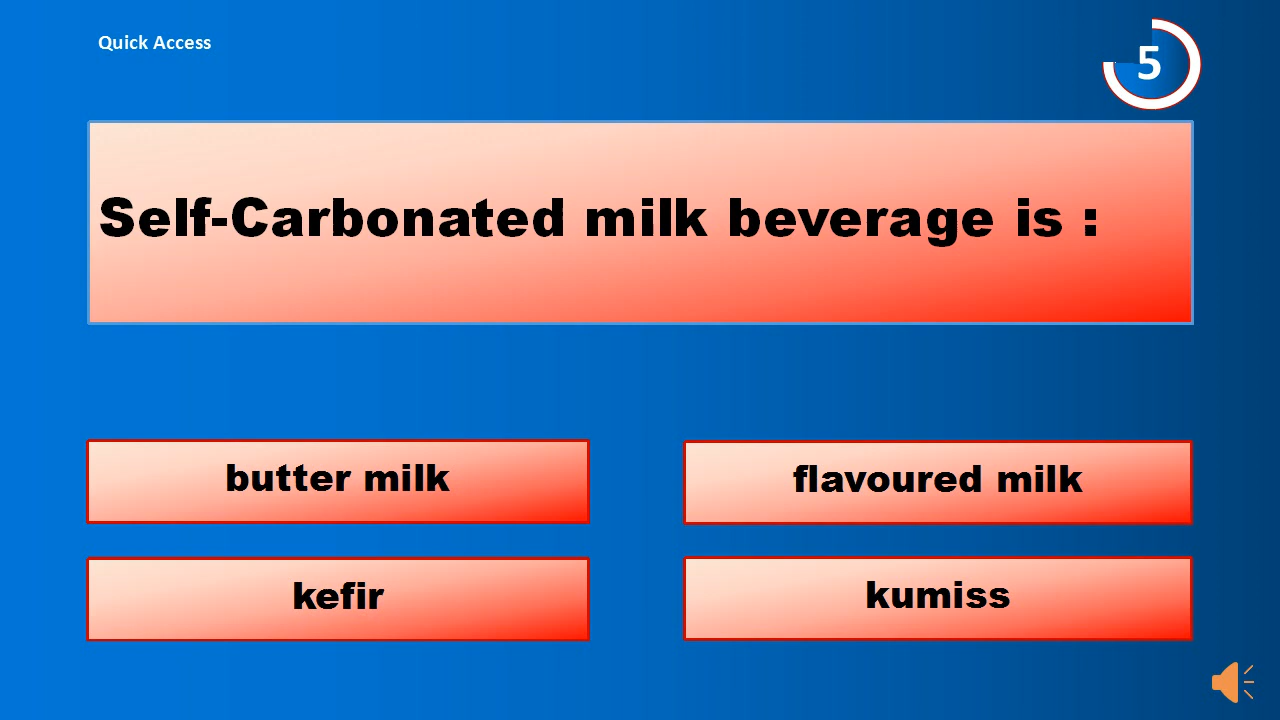 Quick Access
5
Self-Carbonated milk beverage is :
butter milk
flavoured milk
kefir
kumiss